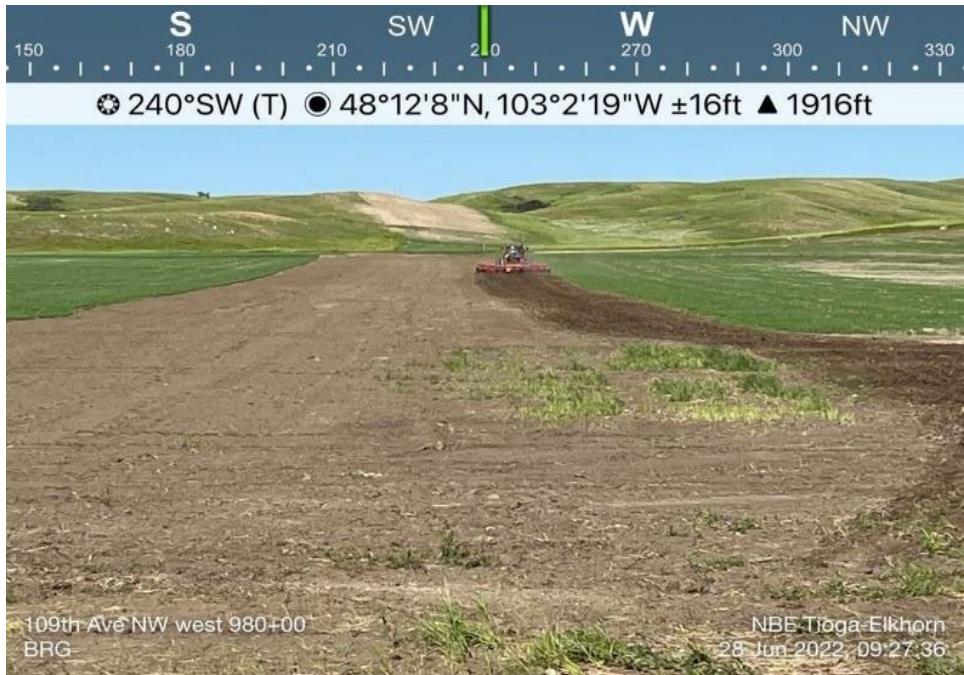 S SW W NW
150 180 210 240 270 300 330
240°SW (T) 48°12'8"N, 103°2'19"W ±16ft ▲ 1916ft
109th Ave NW west 980+00
BRG
NBE Tioga-Elkhorn
28 Jun 2022, 09:27:36